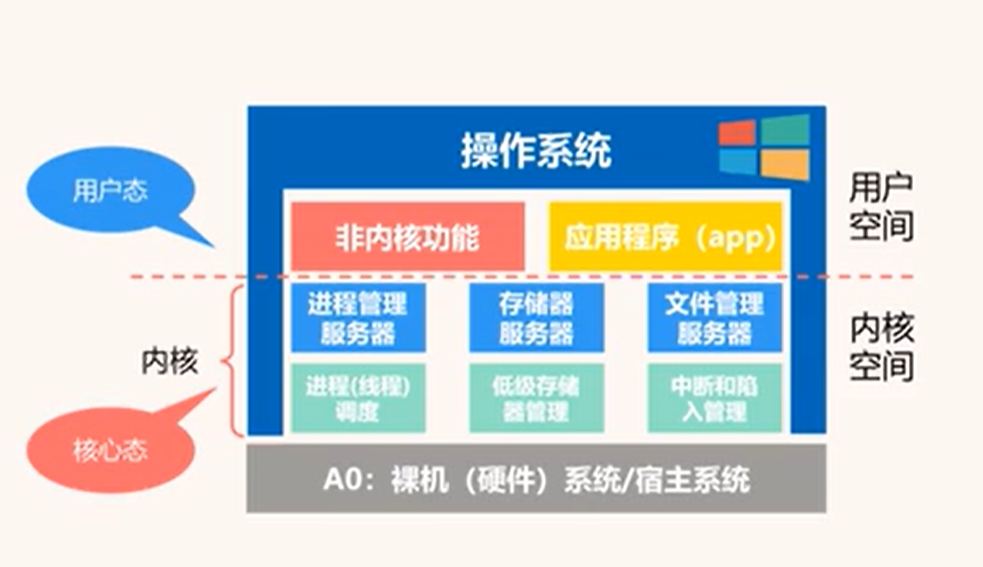 操作系统
用户态
用户
空间
非内核功能
应用程序（app）
进程管理
服务器
存储器
服务器
文件管理
服务器
内核
空间
内核
进程(线程)
调度
低级存储
器管理
中断和陷
入管理
核心态
A0：裸机（硬件）系统/宿主系统